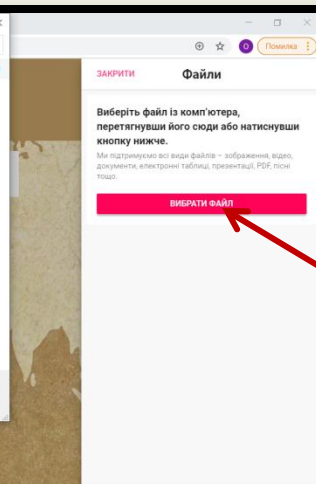 О
Помилка
ЗАКРИТИ
Файли
Виберіть файл із комп'ютера,
перетягнувши його сюди або натиснувши
кнопку нижче.
Ми підтримуємо всі види файлів – зображення, відео,
документи, електронні таблиці, презентації, PDF, пісні
тощо.
ВИБРАТИ ФАЙЛ